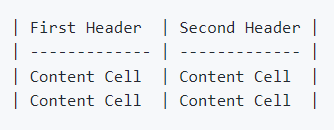 | First Header  | Second Header |
| ------------- | ------------- |
| Content Cell  | Content Cell  |
| Content Cell  | Content Cell  |